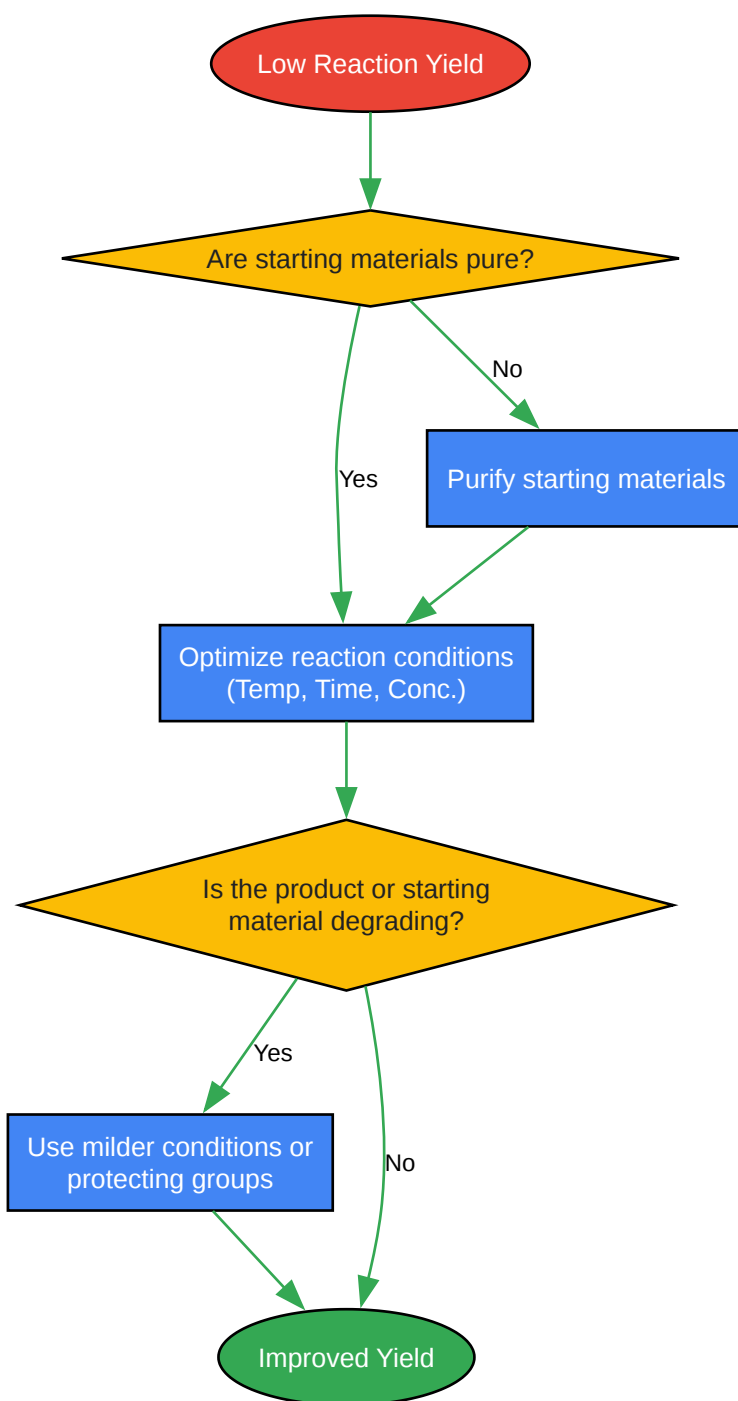 Low Reaction Yield
Are starting materials pure?
No
Yes
Purify starting materials
Optimize reaction conditions
(Temp, Time, Conc.)
Is the product or starting
material degrading?
Yes
Use milder conditions or
protecting groups
No
Improved Yield